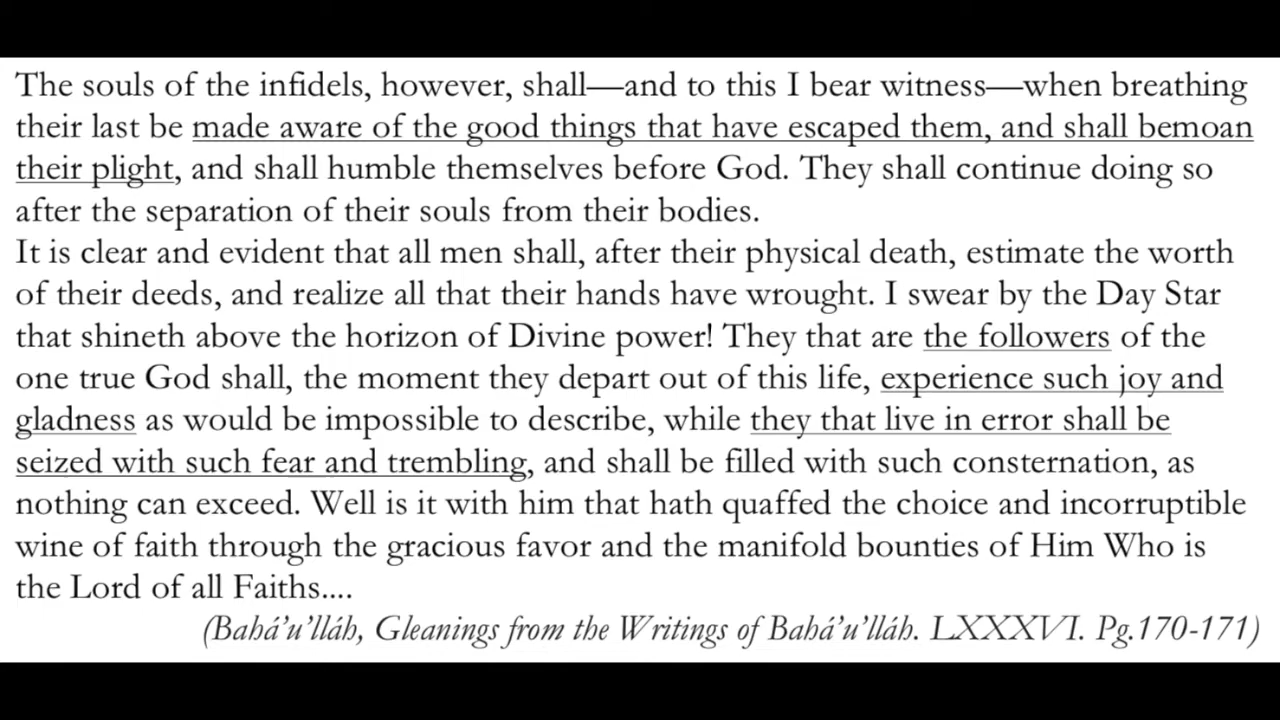 The souls of the infidels, however, shall—and to this I bear witness—when breathing
their last be made aware of the good things that have escaped them, and shall bemoan
their plight, and shall humble themselves before God. They shall continue doing so
after the separation of their souls from their bodies.
It is clear and evident that all men shall, after their physical death, estimate the worth
of their deeds, and realize all that their hands have wrought. I swear by the Day Star
that shineth above the horizon of Divine power! They that are the followers of the
one true God shall, the moment they depart out of this life, experience such joy and
gladness as would be impossible to describe, while they that live in error shall be
seized with such fear and trembling, and shall be filled with such consternation, as
nothing can exceed. Well is it with him that hath quaffed the choice and incorruptible
wine of faith through the gracious favor and the manifold bounties of Him Who is
the Lord of all Faiths....
(Bahá’u’lláh, Gleanings from the Writings of Bahá’u’lláh. LXXXVI. Pg.170-171)